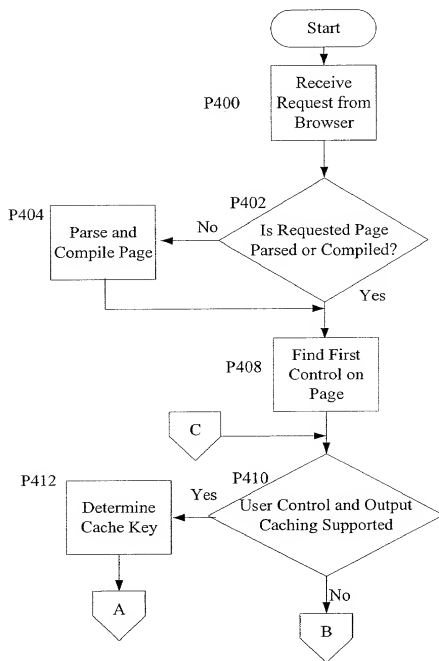 Start
P400
Receive
Request from
Browser
P402
Is Requested Page
Parsed or Compiled?
No
P404
Parse and
Compile Page
Yes
P408
Find First
Control on
Page
C
P410
User Control and Output
Caching Supported
Yes
P412
Determine
Cache Key
A
No
B